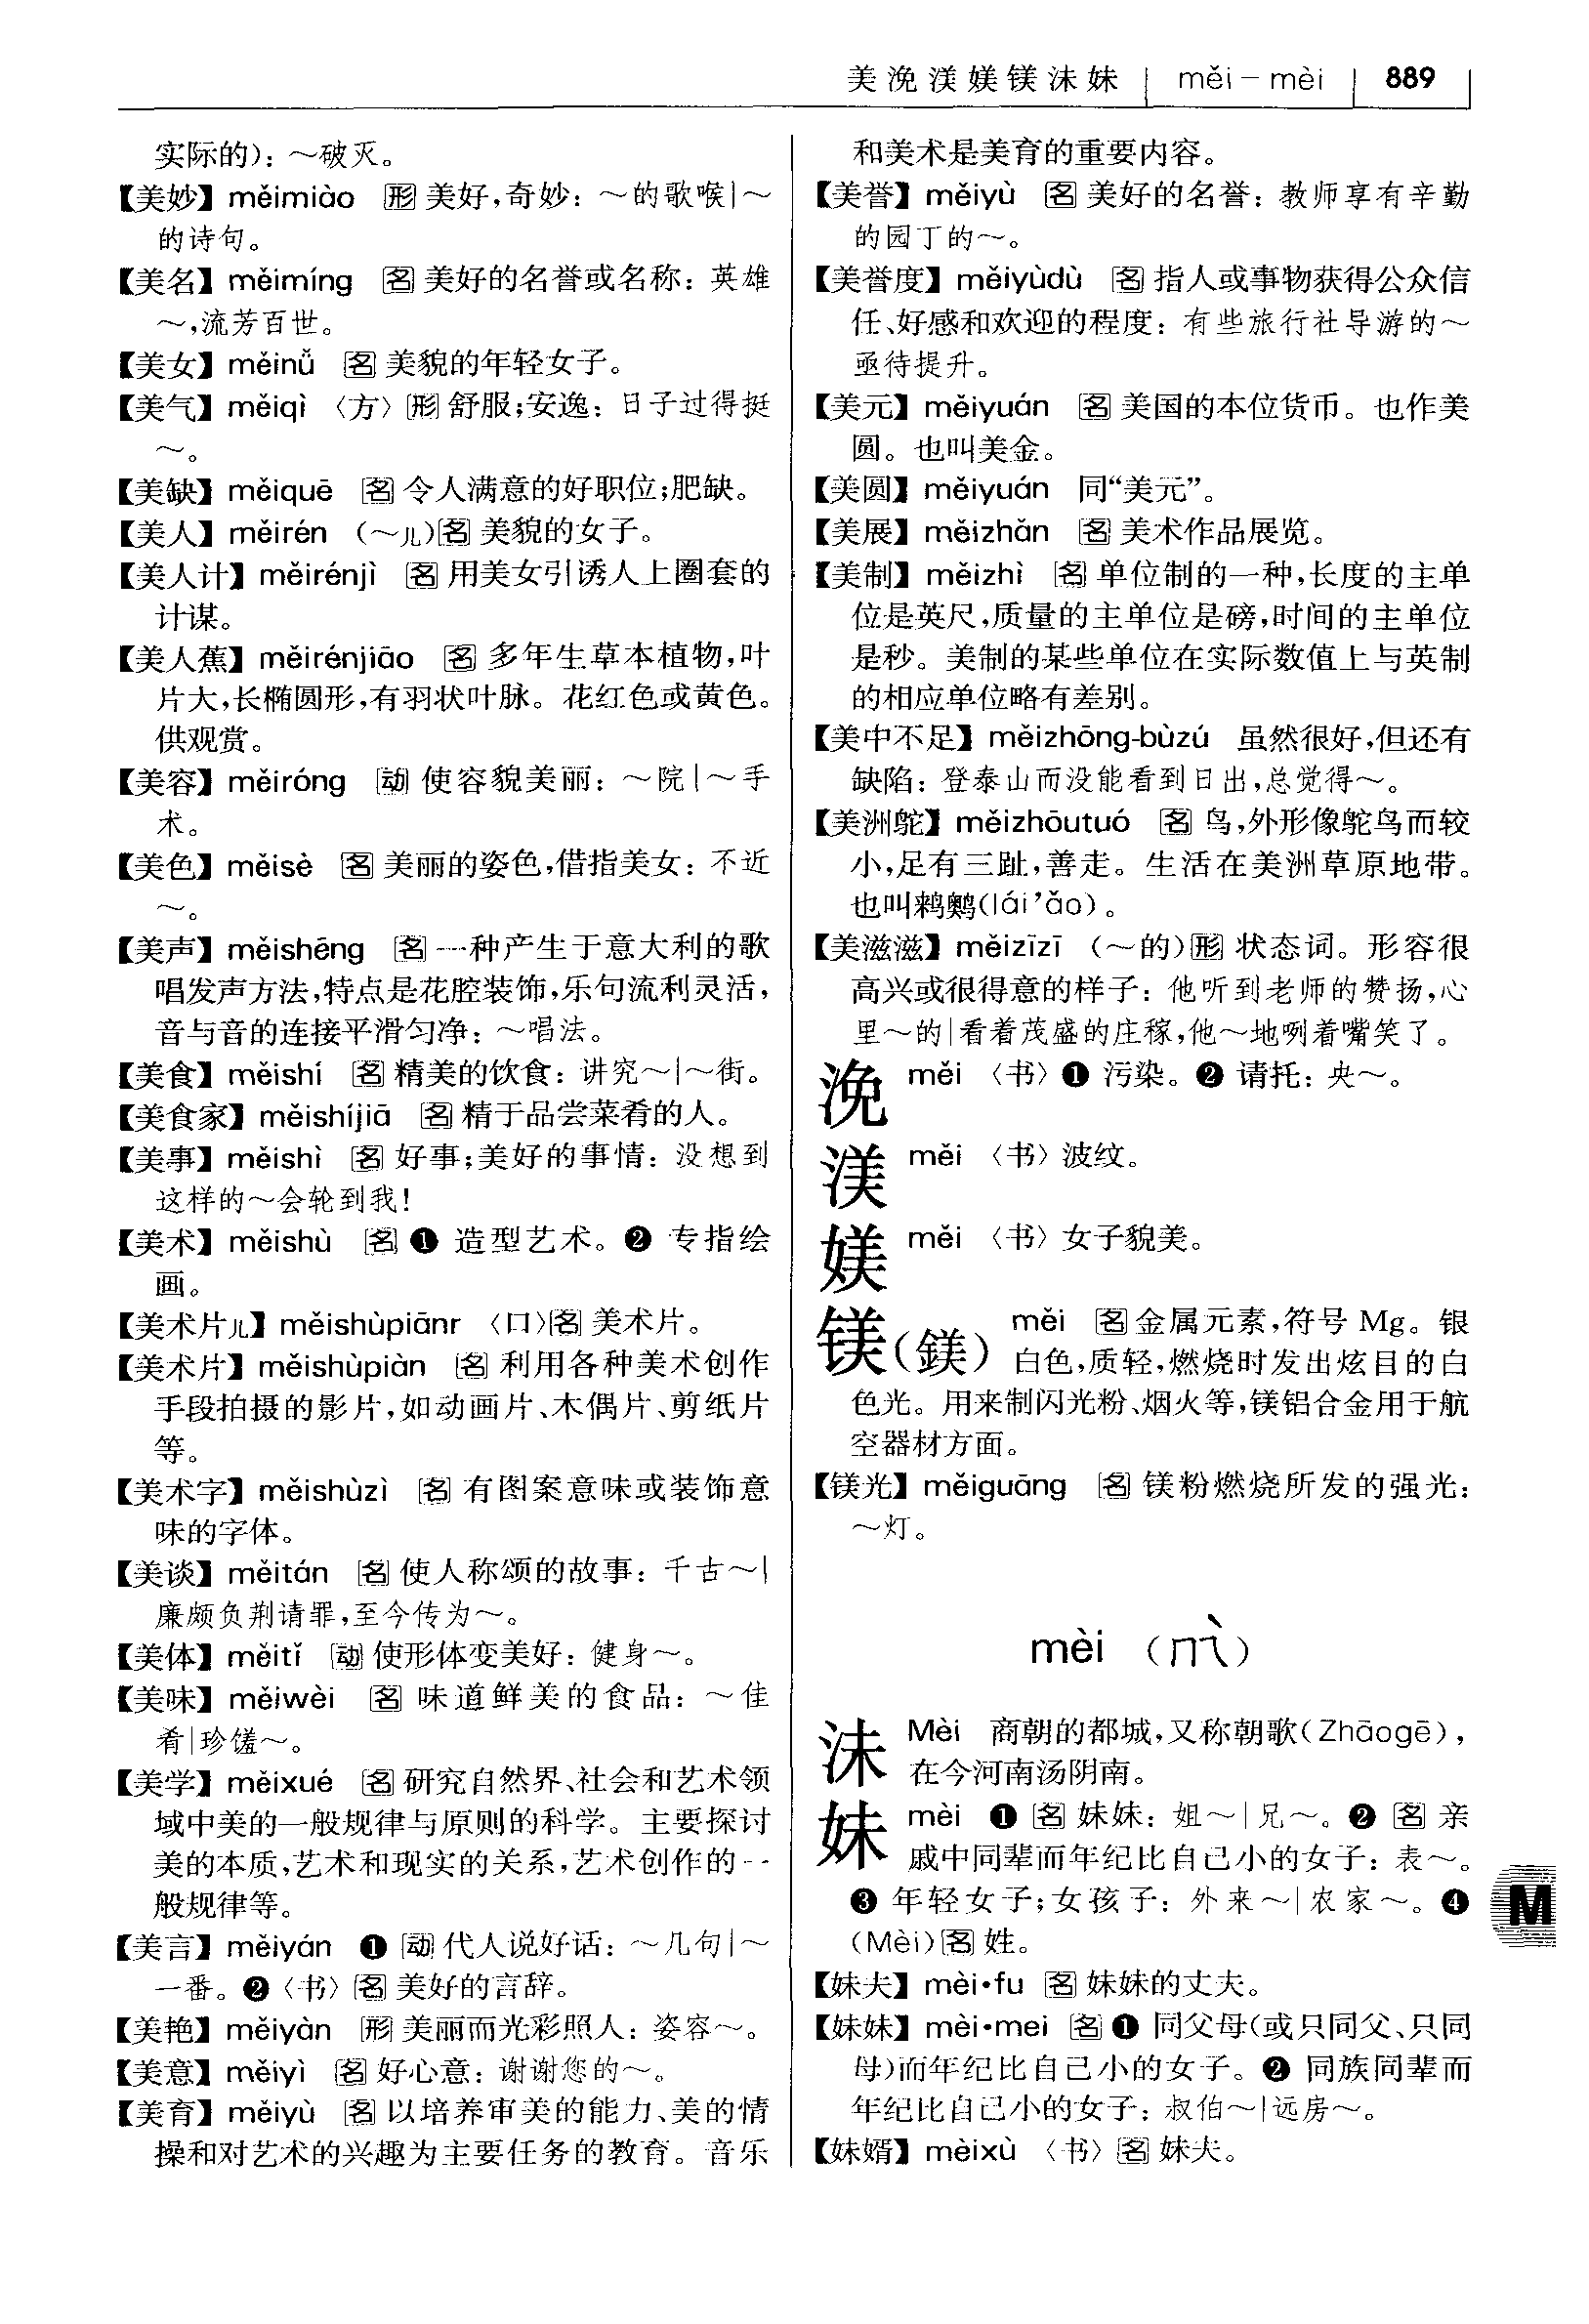 美浼渼媄镁沬妹 | měi－mèi | 889
实际的）：～破灭。
【美妙】měimiào 形 美好，奇妙：～的歌喉|～
的诗句。
【美名】měimíng 名 美好的名誉或名称：英雄
～，流芳百世。
【美女】měinǚ 名 美貌的年轻女子。
【美气】měiqì 〈方〉形 舒服；安逸：日子过得挺
～。
【美缺】měiquē 名 令人满意的好职位；肥缺。
【美人】měirén （～儿）名 美貌的女子。
【美人计】měirénjì 名 用美女引诱人上圈套的
计谋。
【美人蕉】měirénjiāo 名 多年生草本植物，叶
片大，长椭圆形，有羽状叶脉。花红色或黄色。
供观赏。
【美容】měiróng 动 使容貌美丽：～院|～手
术。
【美色】měisè 名 美丽的姿色，借指美女：不近
～。
【美声】měishēng 名 一种产生于意大利的歌
唱发声方法，特点是花腔装饰，乐句流利灵活，
音与音的连接平滑匀净：～唱法。
【美食】měishí 名 精美的饮食：讲究～|～街。
【美食家】měishíjiā 名 精于品尝菜肴的人。
【美事】měishì 名 好事；美好的事情：没想到
这样的～会轮到我！
【美术】měishù 名 ❶ 造型艺术。❷ 专指绘
画。
【美术片儿】měishùpiānr 〈口〉名 美术片。
【美术片】měishùpiàn 名 利用各种美术创作
手段拍摄的影片，如动画片、木偶片、剪纸片
等。
【美术字】měishùzì 名 有图案意味或装饰意
味的字体。
【美谈】měitán 名 使人称颂的故事：千古～|
廉颇负荆请罪，至今传为～。
【美体】měitǐ 动 使形体变美好：健身～。
【美味】měiwèi 名 味道鲜美的食品：～佳
肴|珍馐～。
【美学】měixué 名 研究自然界、社会和艺术领
域中美的一般规律与原则的科学。主要探讨
美的本质，艺术和现实的关系，艺术创作的一
般规律等。
【美言】měiyán ❶ 动 代人说好话：～几句|～
一番。❷〈书〉名 美好的言辞。
【美艳】měiyàn 形 美丽而光彩照人：姿容～。
【美意】měiyì 名 好心意：谢谢您的～。
【美育】měiyù 名 以培养审美的能力、美的情
操和对艺术的兴趣为主要任务的教育。音乐
和美术是美育的重要内容。
【美誉】měiyù 名 美好的名誉：教师享有辛勤
的园丁的～。
【美誉度】měiyùdù 名 指人或事物获得公众信
任、好感和欢迎的程度：有些旅行社导游的～
亟待提升。
【美元】měiyuán 名 美国的本位货币。也作美
圆。也叫美金。
【美圆】měiyuán 同“美元”。
【美展】měizhǎn 名 美术作品展览。
【美制】měizhì 名 单位制的一种，长度的主单
位是英尺，质量的主单位是磅，时间的主单位
是秒。美制的某些单位在实际数值上与英制
的相应单位略有差别。
【美中不足】měizhōng-bùzú 虽然很好，但还有
缺陷：登泰山而没能看到日出，总觉得～。
【美洲鸵】měizhōutuó 名 鸟，外形像鸵鸟而较
小，足有三趾，善走。生活在美洲草原地带。
也叫鶆䴈(lái’ǎo)。
【美滋滋】měizīzī （～的）形 状态词。形容很
高兴或很得意的样子：他听到老师的赞扬，心
里～的|看着茂盛的庄稼，他～地咧着嘴笑了。
浼 měi 〈书〉❶ 污染。❷ 请托：央～。
渼 měi 〈书〉波纹。
媄 měi 〈书〉女子貌美。
镁（鎂） měi 名 金属元素，符号 Mg。银
白色，质轻，燃烧时发出炫目的白
色光。用来制闪光粉、烟火等，镁铝合金用于航
空器材方面。
【镁光】měiguāng 名 镁粉燃烧所发的强光：
～灯。
mèi （ㄇㄟˋ）
沬 Mèi 商朝的都城，又称朝歌(Zhāogē)，
在今河南汤阴南。
妹 mèi ❶ 名 妹妹：姐～|兄～。❷ 名 亲
戚中同辈而年纪比自己小的女子：表～。
❸ 年轻女子；女孩子：外来～|农家～。❹
(Mèi)名 姓。
【妹夫】mèi•fu 名 妹妹的丈夫。
【妹妹】mèi•mei 名 ❶ 同父母（或只同父、只同
母）而年纪比自己小的女子。❷ 同族同辈而
年纪比自己小的女子：叔伯～|远房～。
【妹婿】mèixù 〈书〉名 妹夫。
M